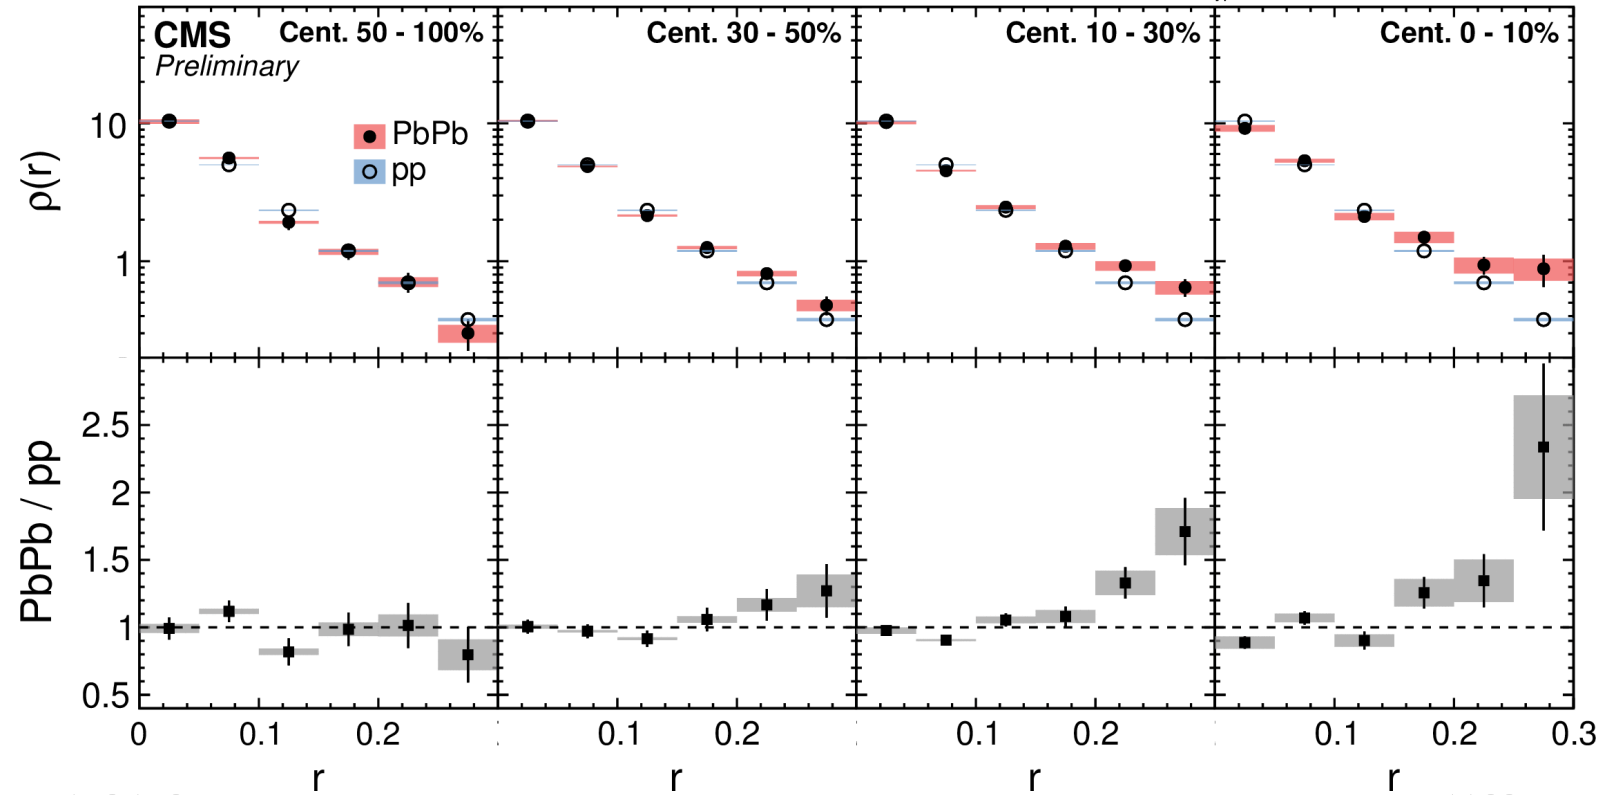 CMS
Preliminary
Cent. 50 - 100%
Cent. 30 - 50%
Cent. 10 - 30%
Cent. 0 - 10%
PbPb
pp
ρ(r)
10
1
PbPb / pp
2.5
2
1.5
1
0.5
0 0.1 0.2 0.1 0.2 0.1 0.2 0.1 0.2 0.3
r r r r